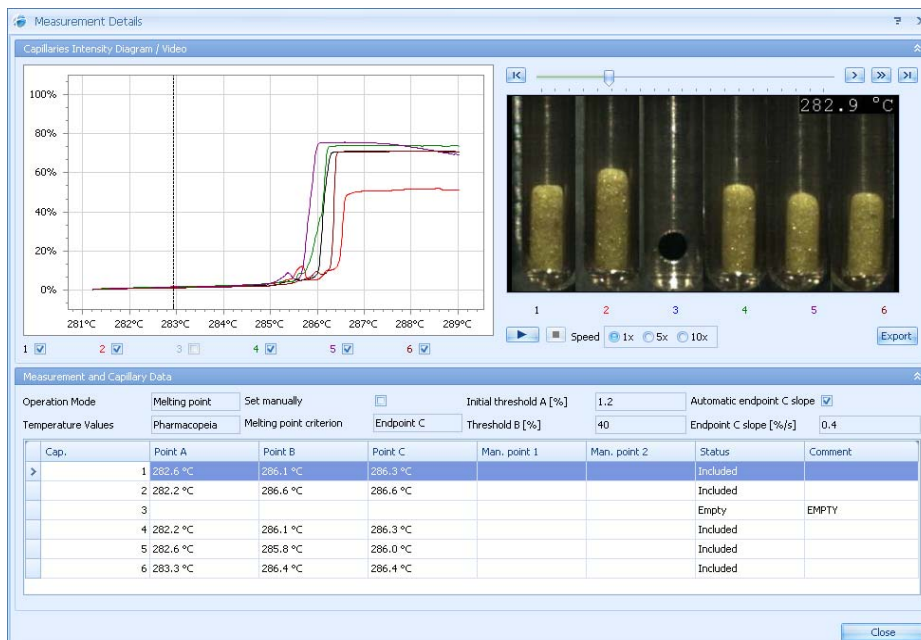 Measurement Details
Capillaries Intensity Diagram / Video
100%
80%
60%
40%
20%
0%
281°C 282°C 283°C 284°C 285°C 286°C 287°C 288°C 289°C
1 2 3 4 5 6
282.9 °C
1 2 3 4 5 6
Speed 1x 5x 10x Export
Measurement and Capillary Data
Operation Mode Melting point Set manually Initial threshold A [%] 1.2 Automatic endpoint C slope
Temperature Values Pharmacopeia Melting point criterion Endpoint C Threshold B [%] 40 Endpoint C slope [%/s] 0.4
Cap. Point A Point B Point C Man. point 1 Man. point 2 Status Comment
1 282.6 °C 286.1 °C 286.3 °C Included
2 282.2 °C 286.6 °C 286.6 °C Included
3 Empty EMPTY
4 282.2 °C 286.1 °C 286.3 °C Included
5 282.6 °C 285.8 °C 286.0 °C Included
6 283.3 °C 286.4 °C 286.4 °C Included
Close